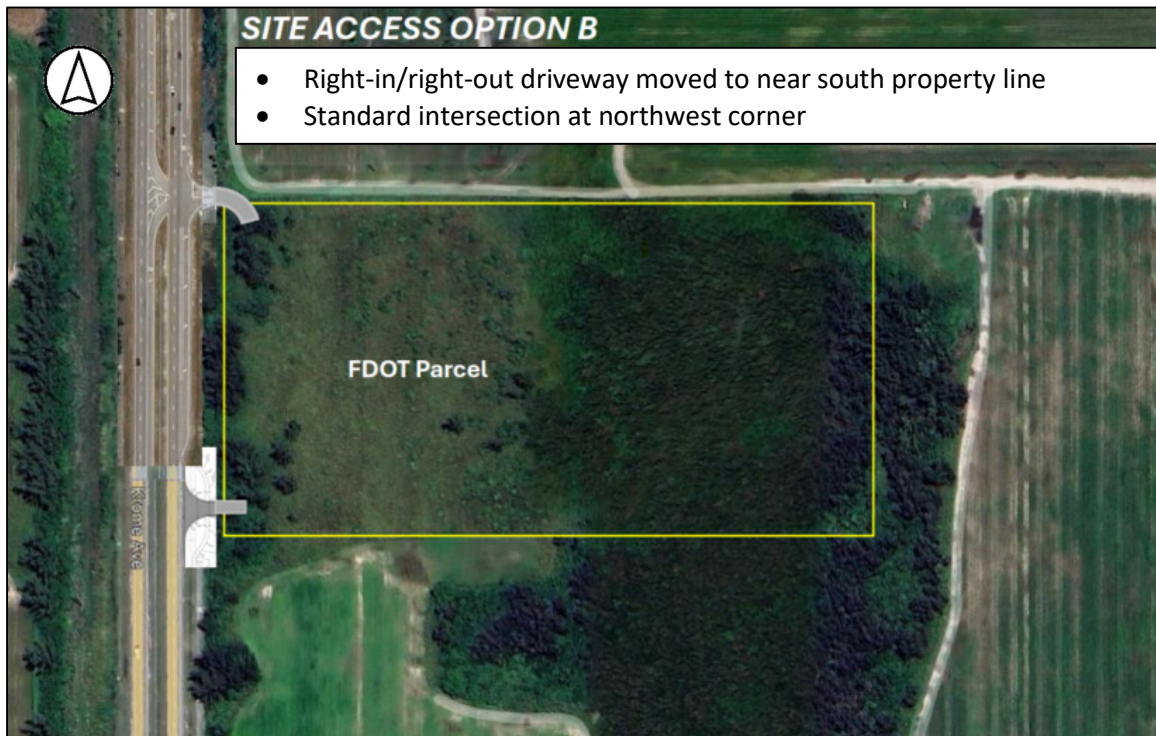 SITE ACCESS OPTION B
• Right-in/right-out driveway moved to near south property line
• Standard intersection at northwest corner
FDOT Parcel
Krome Ave